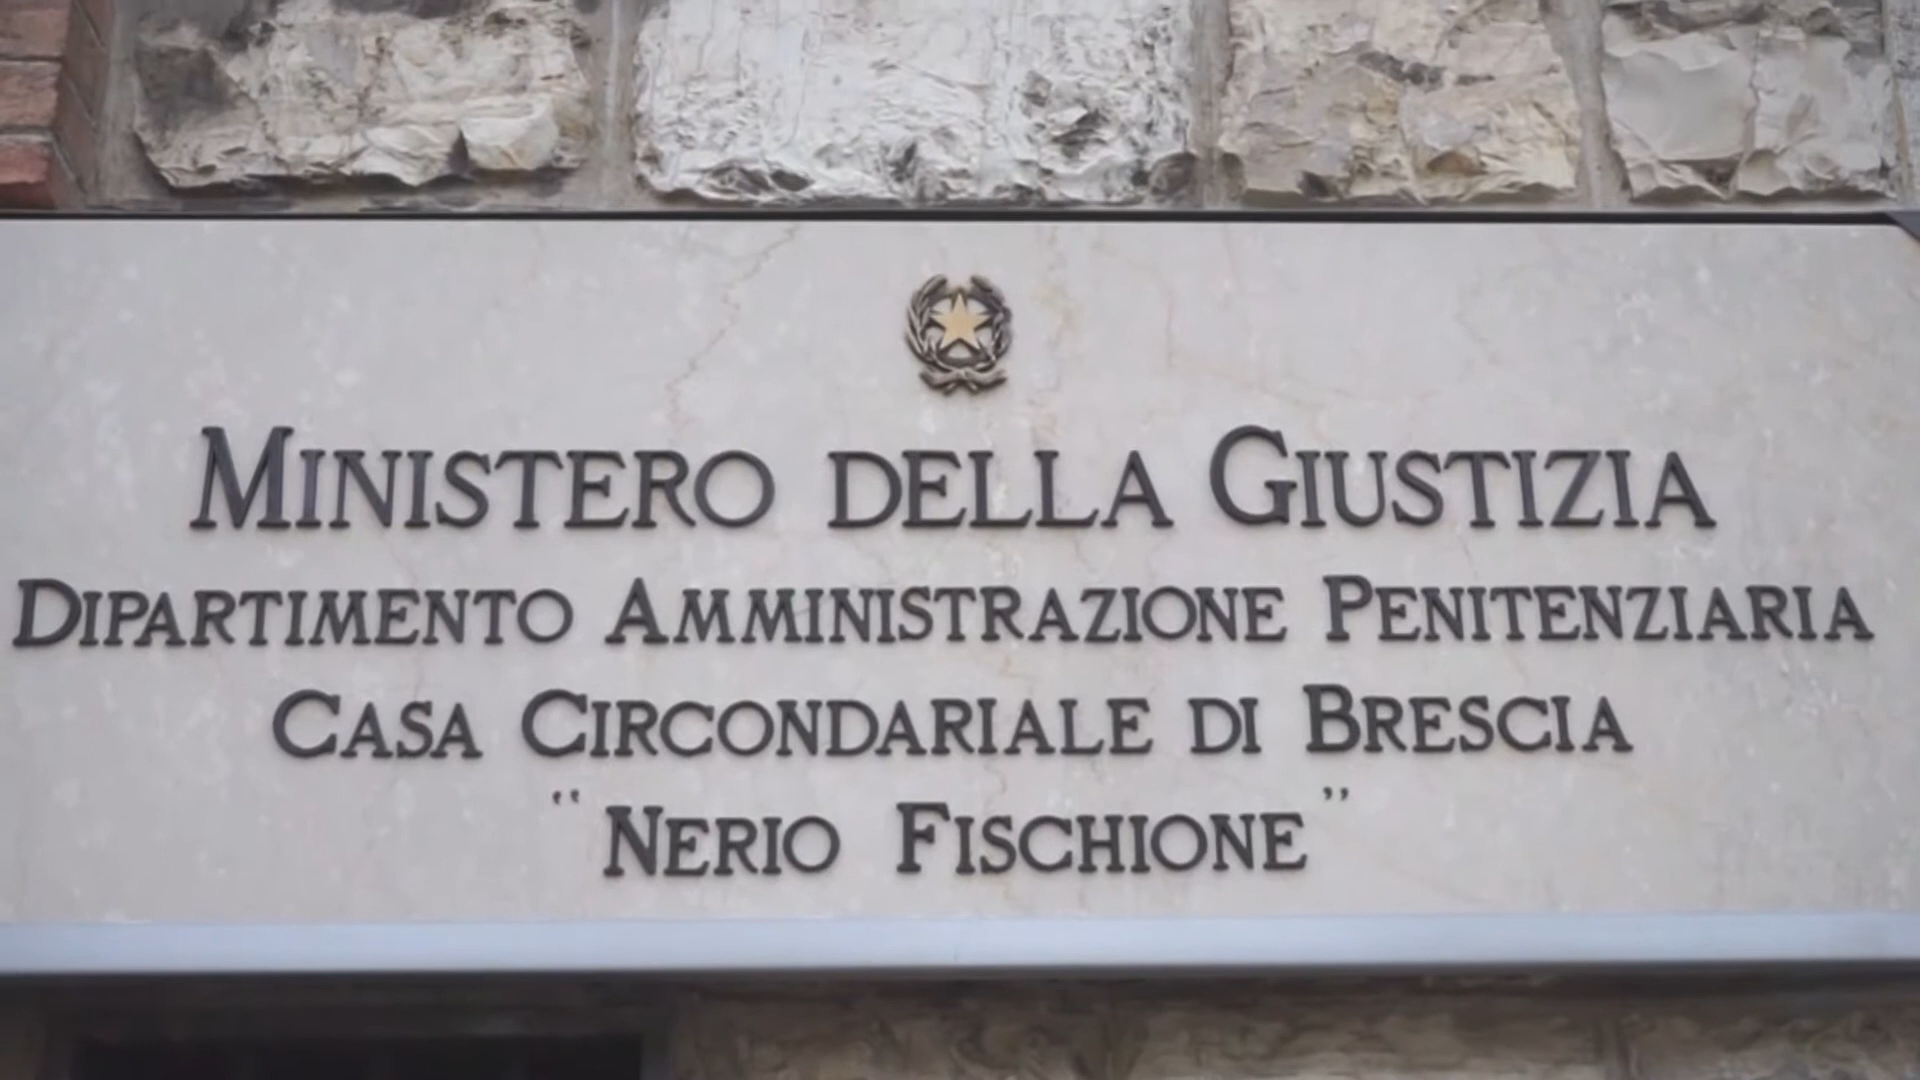 MINISTERO DELLA GIUSTIZIA
DIPARTIMENTO AMMINISTRAZIONE PENITENZIARIA
CASA CIRCONDARIALE DI BRESCIA
"NERIO FISCHIONE"